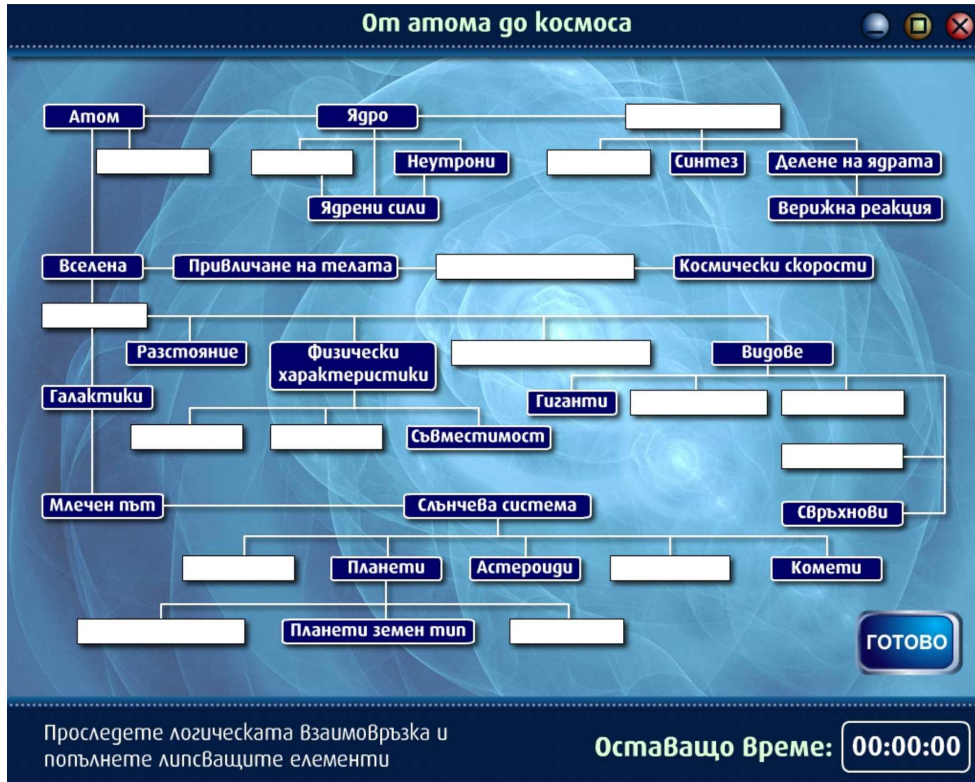 От атома до космоса
Атом
Ядро
Неутрони
Синтез
Делене на ядрата
Ядрени сили
Верижна реакция
Вселена
Привличане на телата
Космически скорости
Разстояние
Физически
характеристики
Видове
Галактики
Гиганти
Съвместимост
Млечен път
Слънчева система
Свръхнови
Планети
Астероиди
Комети
Планети земен тип
ГОТОВО
Проследете логическата взаимовръзка и
попълнете липсващите елементи
Оставащо време: 00:00:00